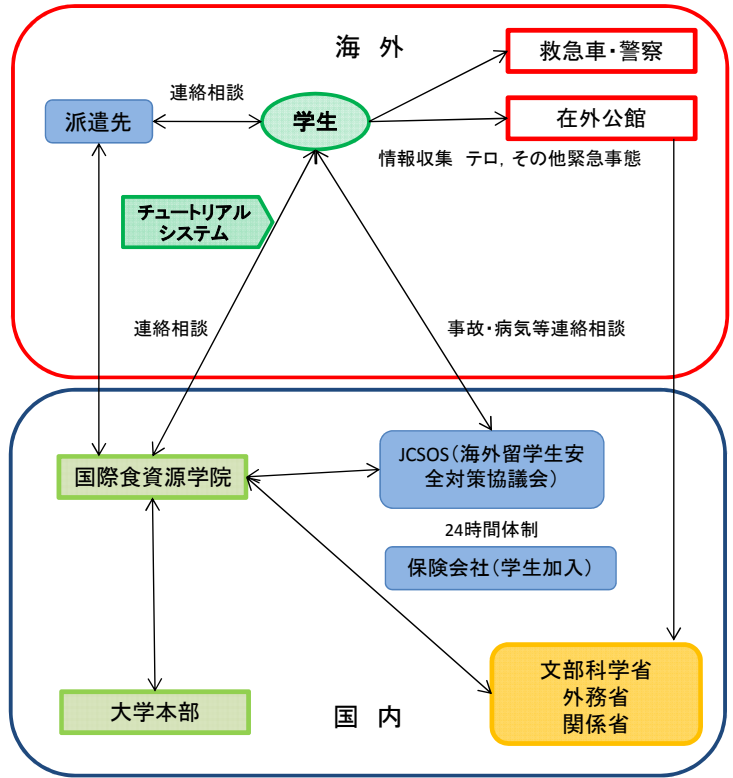 海 外
救急車・警察
連絡相談
派遣先
学生
在外公館
情報収集 テロ，その他緊急事態
チュートリアル
システム
連絡相談
事故・病気等連絡相談
国際食資源学院
JCSOS（海外留学生安
全対策協議会）
24時間体制
保険会社（学生加入）
文部科学省
外務省
関係省
大学本部
国 内